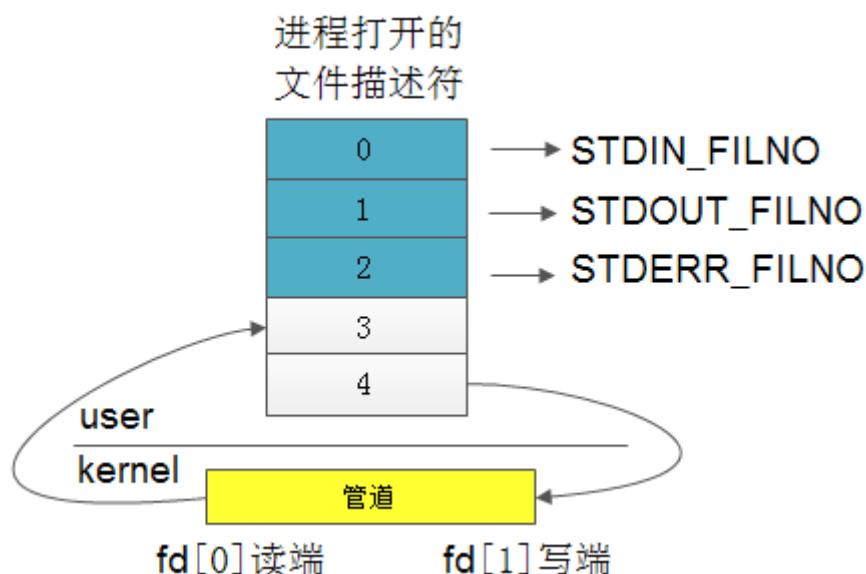 进程打开的
文件描述符
0
STDIN_FILNO
1
STDOUT_FILNO
2
STDERR_FILNO
3
4
user
kernel
管道
fd[0]读端
fd[1]写端